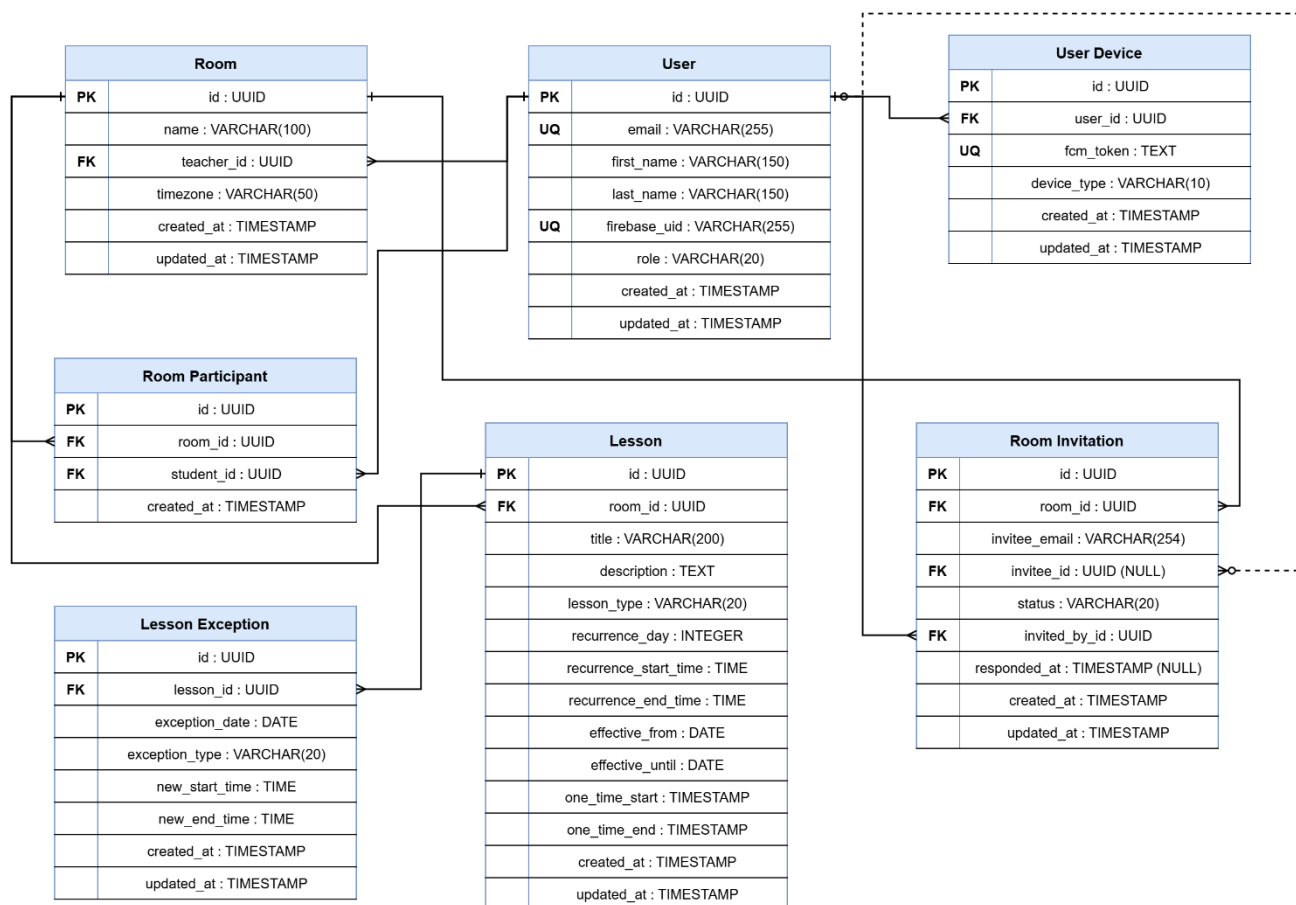 Room
PK id : UUID
name : VARCHAR(100)
FK teacher_id : UUID
timezone : VARCHAR(50)
created_at : TIMESTAMP
updated_at : TIMESTAMP
User
PK id : UUID
UQ email : VARCHAR(255)
first_name : VARCHAR(150)
last_name : VARCHAR(150)
UQ firebase_uid : VARCHAR(255)
role : VARCHAR(20)
created_at : TIMESTAMP
updated_at : TIMESTAMP
User Device
PK id : UUID
FK user_id : UUID
UQ fcm_token : TEXT
device_type : VARCHAR(10)
created_at : TIMESTAMP
updated_at : TIMESTAMP
Room Participant
PK id : UUID
FK room_id : UUID
FK student_id : UUID
created_at : TIMESTAMP
Lesson
PK id : UUID
FK room_id : UUID
title : VARCHAR(200)
description : TEXT
lesson_type : VARCHAR(20)
recurrence_day : INTEGER
recurrence_start_time : TIME
recurrence_end_time : TIME
effective_from : DATE
effective_until : DATE
one_time_start : TIMESTAMP
one_time_end : TIMESTAMP
created_at : TIMESTAMP
updated_at : TIMESTAMP
Room Invitation
PK id : UUID
FK room_id : UUID
invitee_email : VARCHAR(254)
FK invitee_id : UUID (NULL)
status : VARCHAR(20)
FK invited_by_id : UUID
responded_at : TIMESTAMP (NULL)
created_at : TIMESTAMP
updated_at : TIMESTAMP
Lesson Exception
PK id : UUID
FK lesson_id : UUID
exception_date : DATE
exception_type : VARCHAR(20)
new_start_time : TIME
new_end_time : TIME
created_at : TIMESTAMP
updated_at : TIMESTAMP